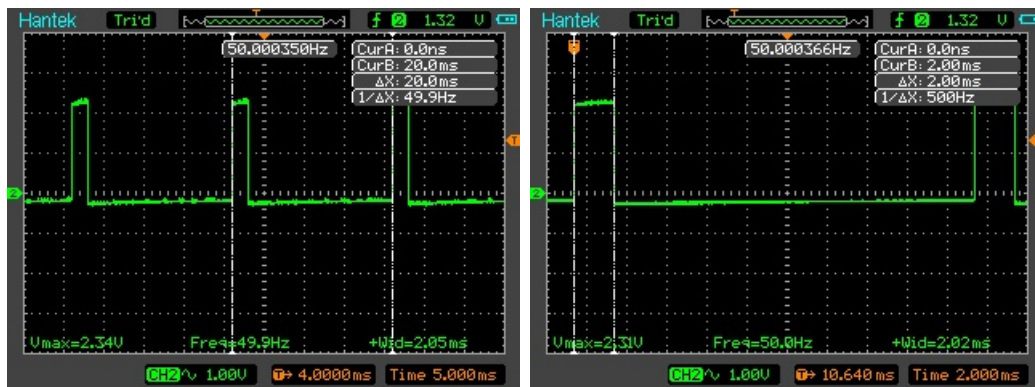 Hantek Tri'd T f 2 1.32 V
50.000350Hz
CurA: 0.0ns
CurB: 20.0ms
ΔX: 20.0ms
1/ΔX: 49.9Hz
T
2
Vmax=2.34V Freq=49.9Hz +Wid=2.05ms
CH2 ∿ 1.00V T→ 4.0000ms Time 5.000ms
Hantek Tri'd T f 2 1.32 V
50.000366Hz
CurA: 0.0ns
CurB: 2.00ms
ΔX: 2.00ms
1/ΔX: 500Hz
T
2
Vmax=2.31V Freq=50.0Hz +Wid=2.02ms
CH2 ∿ 1.00V T→ 10.640ms Time 2.000ms